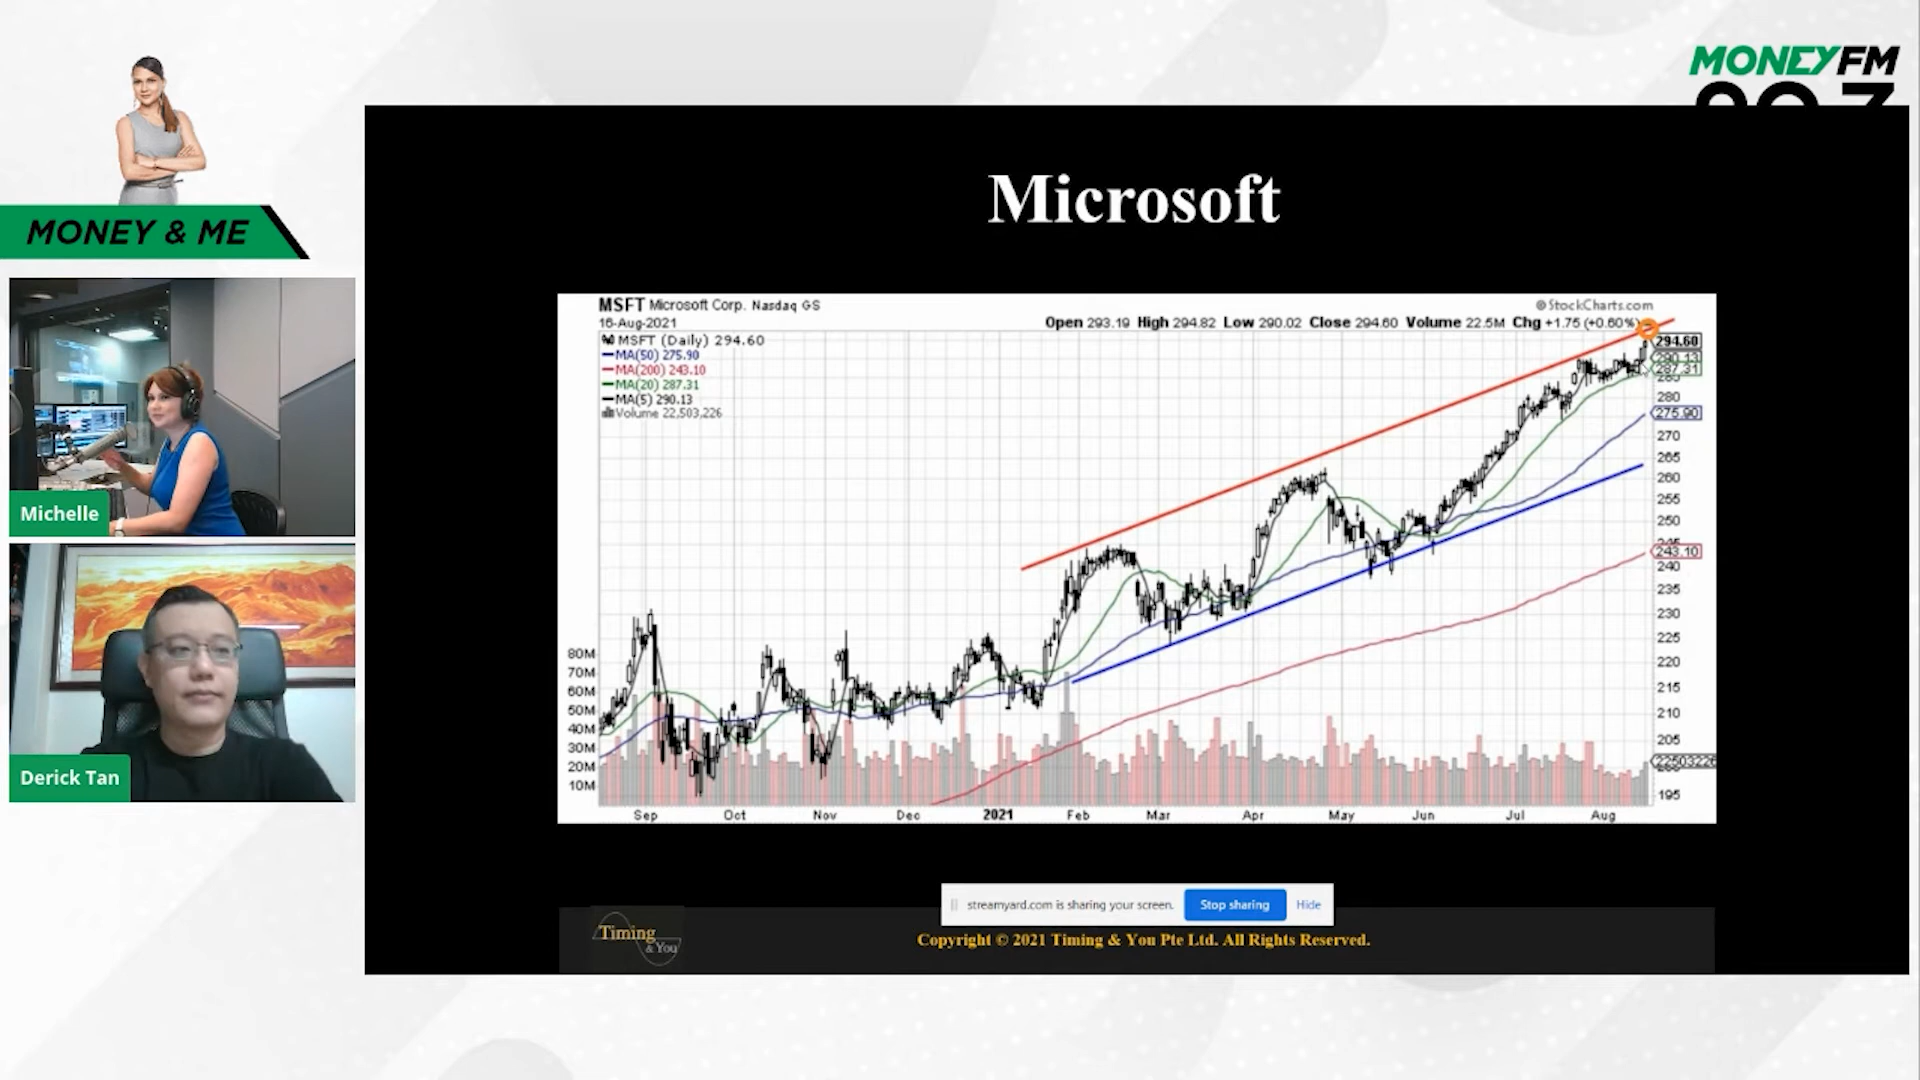 MONEYFM
MONEY & ME
Michelle
Derick Tan
Microsoft
MSFT Microsoft Corp. Nasdaq GS
©StockCharts.com
16-Aug-2021
Open 293.19 High 294.82 Low 290.02 Close 294.60 Volume 22.5M Chg +1.75 (+0.60%)
MSFT (Daily) 294.60
MA(50) 275.90
MA(200) 243.10
MA(20) 287.31
MA(5) 290.13
Volume 22,503,226
294.60
290.13
287.31
285
280
275.90
270
265
260
255
250
245
243.10
240
235
230
225
220
215
210
205
22503226
195
80M
70M
60M
50M
40M
30M
20M
10M
Sep Oct Nov Dec 2021 Feb Mar Apr May Jun Jul Aug
streamyard.com is sharing your screen. Stop sharing Hide
Timing
& You
Copyright © 2021 Timing & You Pte Ltd. All Rights Reserved.